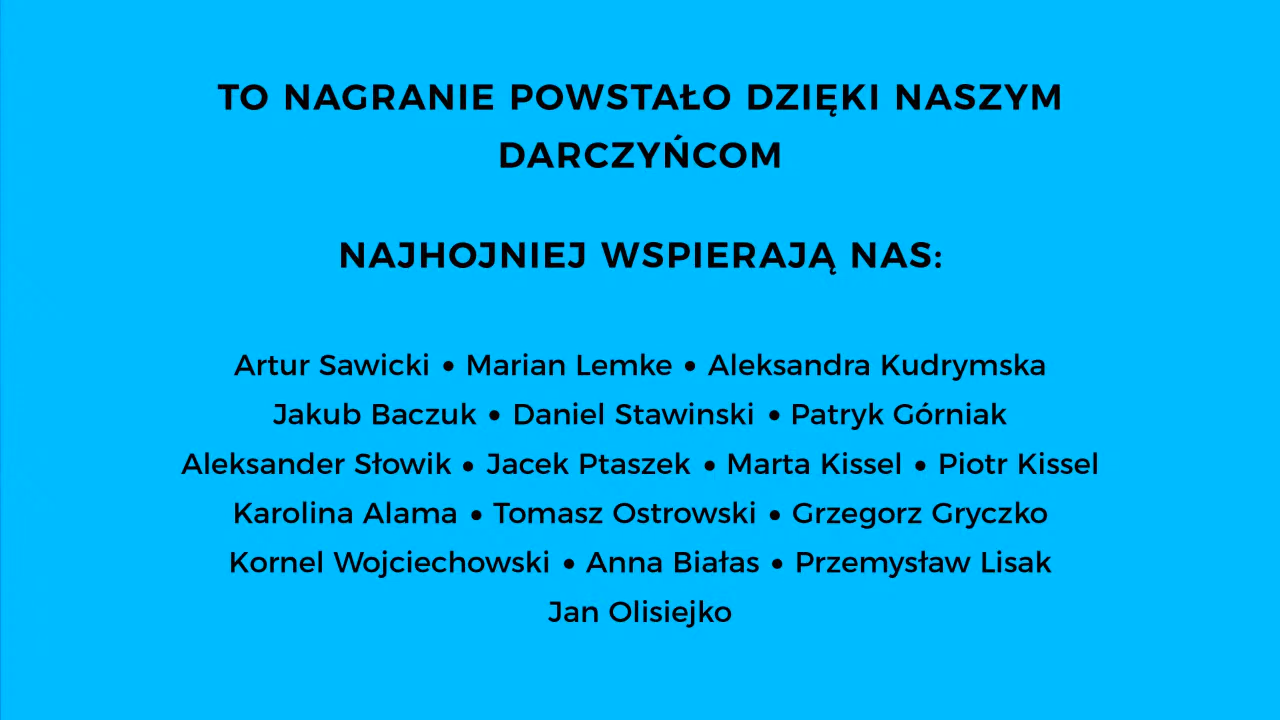 TO NAGRANIE POWSTAŁO DZIĘKI NASZYM
DARCZYŃCOM
NAJHOJNIEJ WSPIERAJĄ NAS:
Artur Sawicki • Marian Lemke • Aleksandra Kudrymska
Jakub Baczuk • Daniel Stawinski • Patryk Górniak
Aleksander Słowik • Jacek Ptaszek • Marta Kissel • Piotr Kissel
Karolina Alama • Tomasz Ostrowski • Grzegorz Gryczko
Kornel Wojciechowski • Anna Białas • Przemysław Lisak
Jan Olisiejko